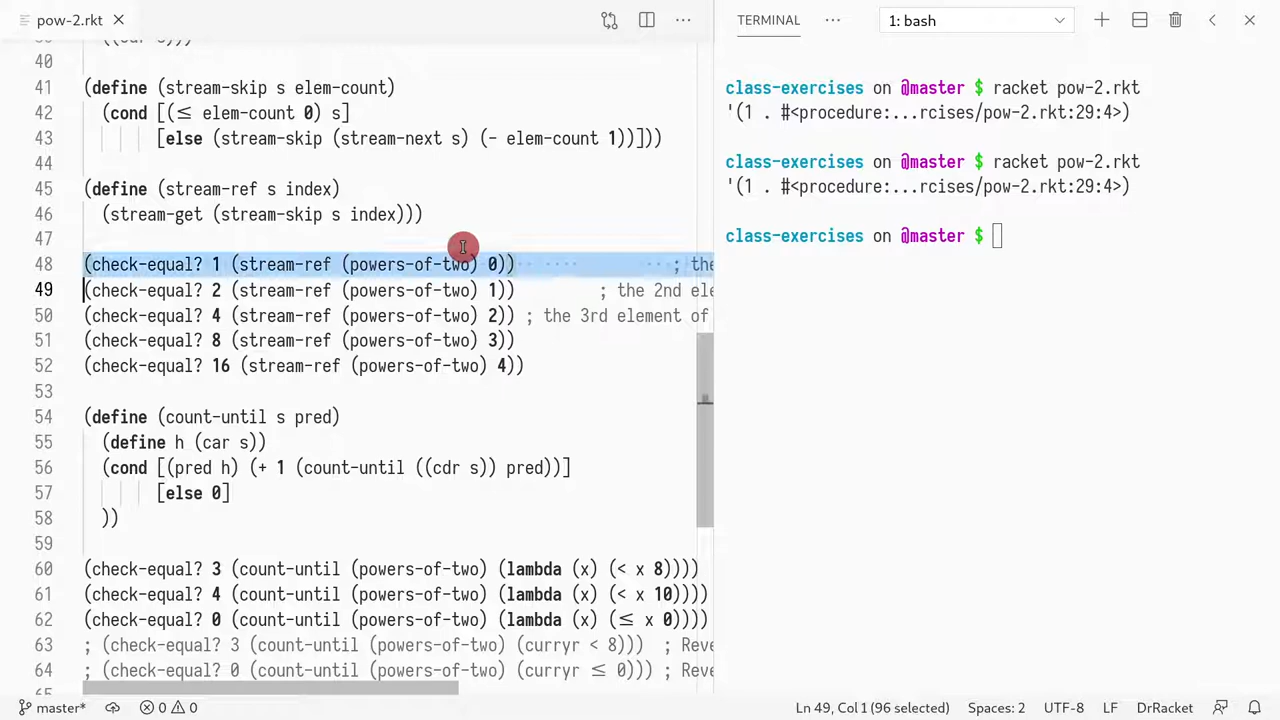 pow-2.rkt
40
41 (define (stream-skip s elem-count)
42 (cond [(≤ elem-count 0) s]
43 [else (stream-skip (stream-next s) (- elem-count 1))]))
44
45 (define (stream-ref s index)
46 (stream-get (stream-skip s index)))
47
48 (check-equal? 1 (stream-ref (powers-of-two) 0)) ; the
49 (check-equal? 2 (stream-ref (powers-of-two) 1)) ; the 2nd ele
50 (check-equal? 4 (stream-ref (powers-of-two) 2)) ; the 3rd element of
51 (check-equal? 8 (stream-ref (powers-of-two) 3))
52 (check-equal? 16 (stream-ref (powers-of-two) 4))
53
54 (define (count-until s pred)
55 (define h (car s))
56 (cond [(pred h) (+ 1 (count-until ((cdr s)) pred))]
57 [else 0]
58 ))
59
60 (check-equal? 3 (count-until (powers-of-two) (lambda (x) (< x 8))))
61 (check-equal? 4 (count-until (powers-of-two) (lambda (x) (< x 10))))
62 (check-equal? 0 (count-until (powers-of-two) (lambda (x) (≤ x 0))))
63 ; (check-equal? 3 (count-until (powers-of-two) (curryr < 8))) ; Reve
64 ; (check-equal? 0 (count-until (powers-of-two) (curryr ≤ 0))) ; Reve
TERMINAL
1: bash
class-exercises on @master $ racket pow-2.rkt
'(1 . #<procedure:...rcises/pow-2.rkt:29:4>)
class-exercises on @master $ racket pow-2.rkt
'(1 . #<procedure:...rcises/pow-2.rkt:29:4>)
class-exercises on @master $
master* 0 0 Ln 49, Col 1 (96 selected) Spaces: 2 UTF-8 LF DrRacket